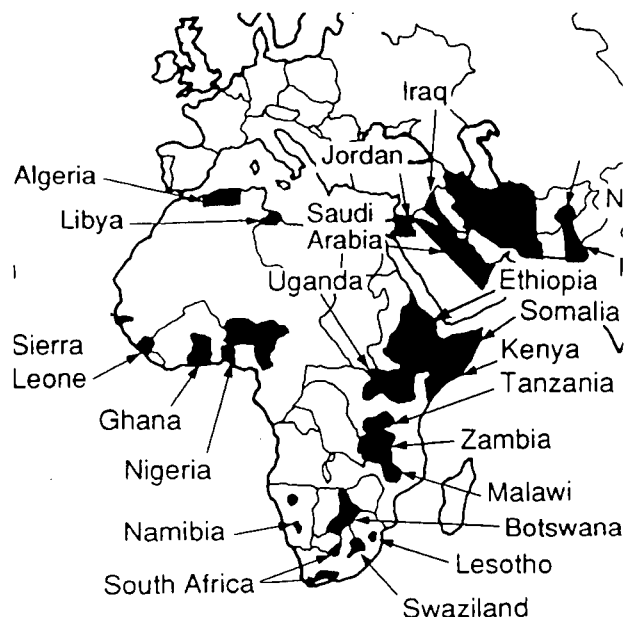 Iraq
Jordan
Algeria
Libya
Saudi
Arabia
Uganda
Ethiopia
Somalia
Sierra
Leone
Kenya
Tanzania
Ghana
Zambia
Nigeria
Malawi
Namibia
Botswana
Lesotho
South Africa
Swaziland